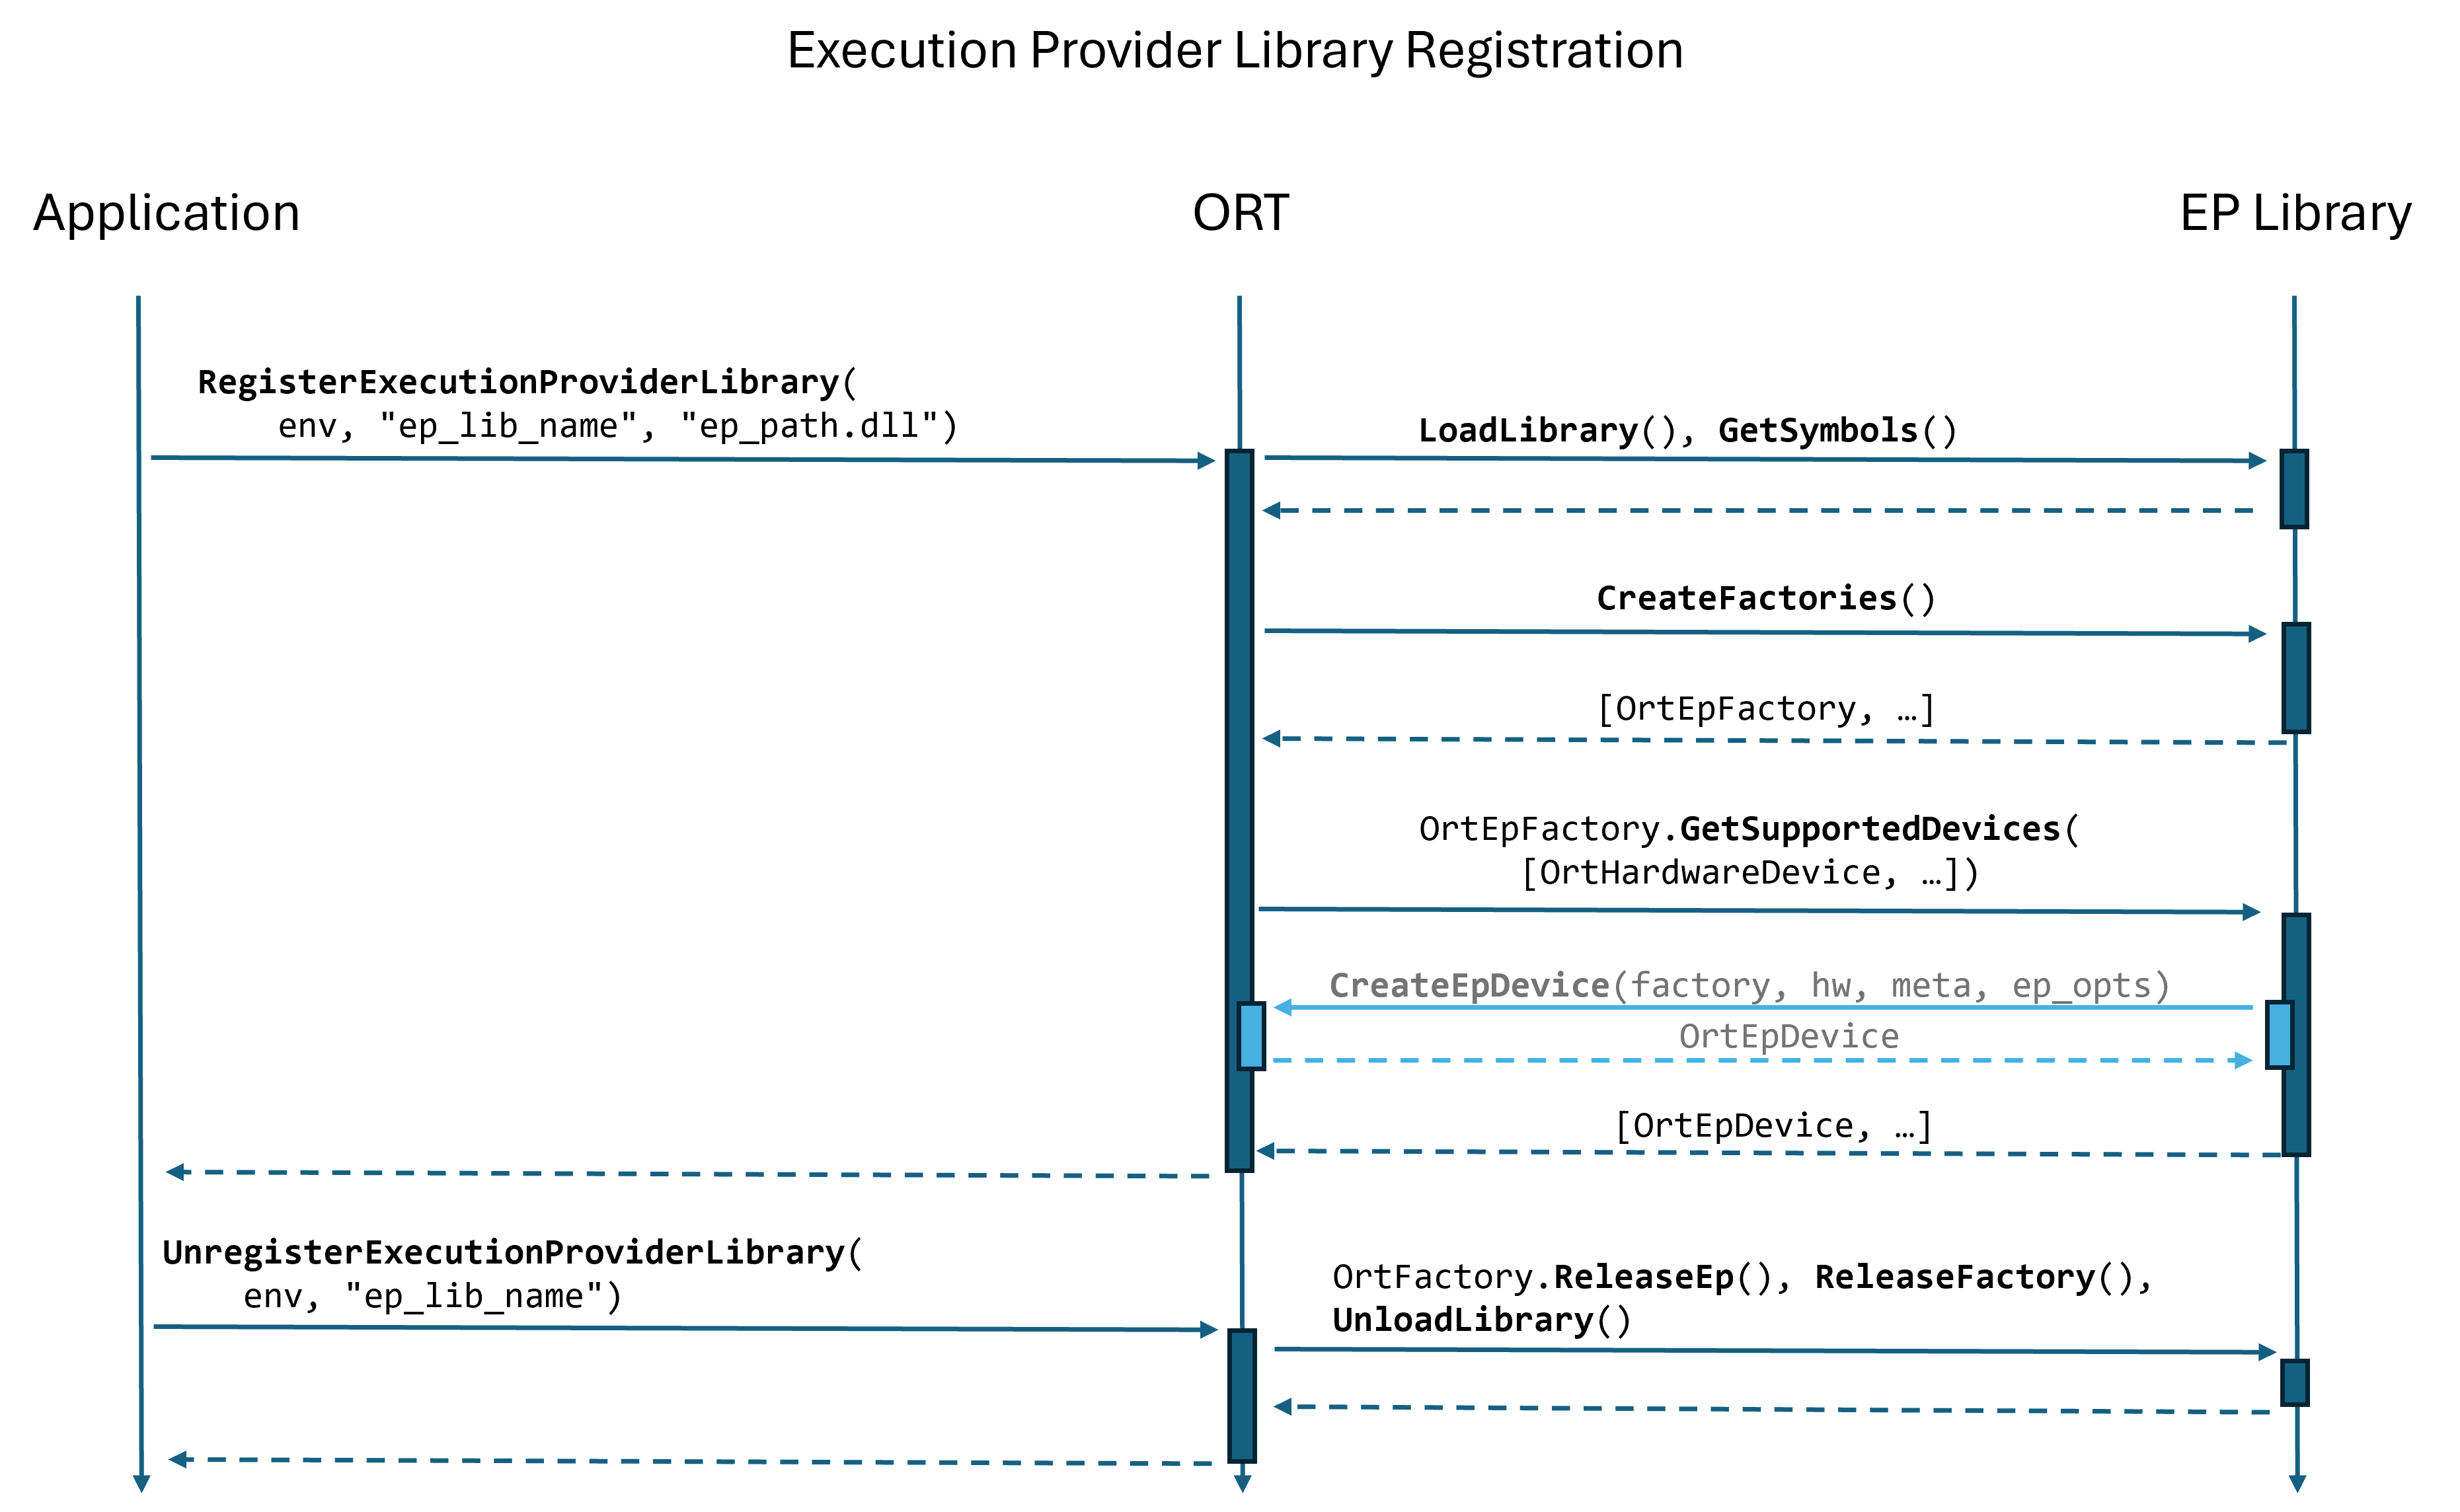 Execution Provider Library Registration
Application
ORT
EP Library
RegisterExecutionProviderLibrary(
env, "ep_lib_name", "ep_path.dll")
LoadLibrary(), GetSymbols()
CreateFactories()
[OrtEpFactory, …]
OrtEpFactory.GetSupportedDevices(
[OrtHardwareDevice, …])
CreateEpDevice(factory, hw, meta, ep_opts)
OrtEpDevice
[OrtEpDevice, …]
UnregisterExecutionProviderLibrary(
env, "ep_lib_name")
OrtFactory.ReleaseEp(), ReleaseFactory(),
UnloadLibrary()